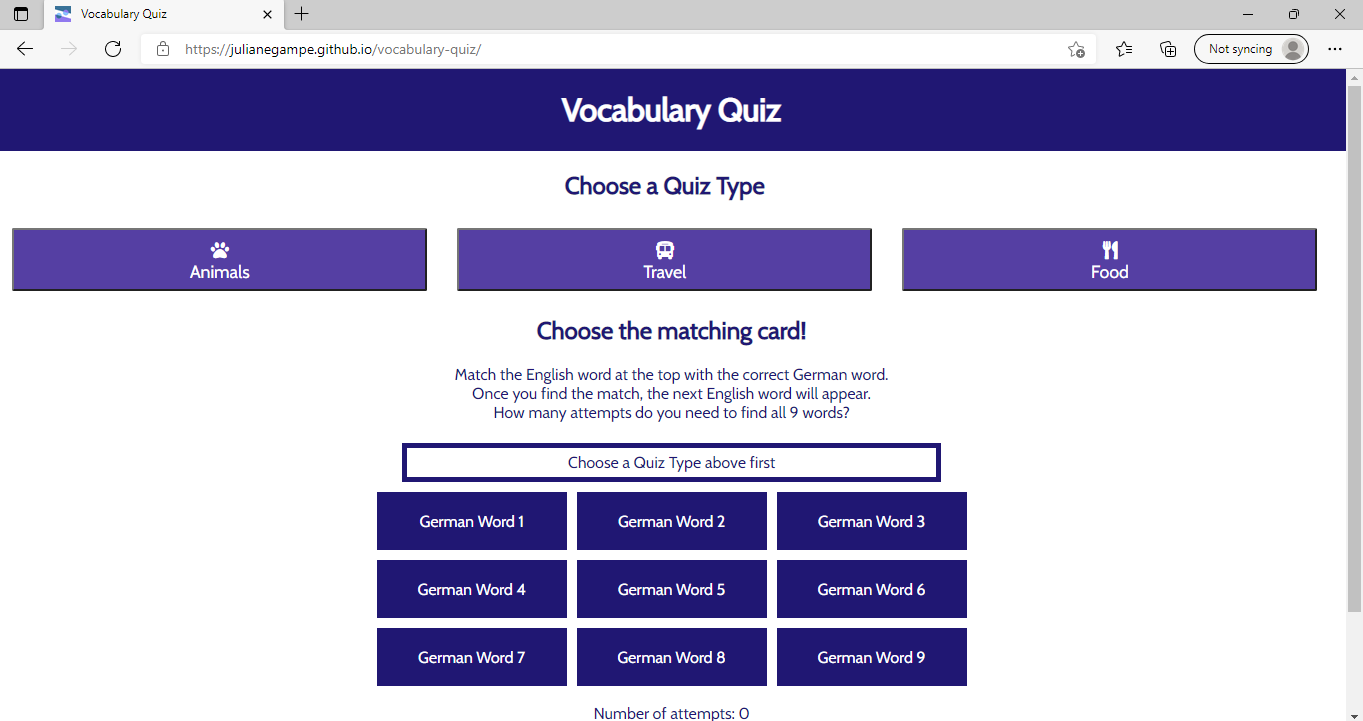 Vocabulary Quiz
https://julianegampe.github.io/vocabulary-quiz/
Not syncing
Vocabulary Quiz
Choose a Quiz Type
Animals
Travel
Food
Choose the matching card!
Match the English word at the top with the correct German word.
Once you find the match, the next English word will appear.
How many attempts do you need to find all 9 words?
Choose a Quiz Type above first
German Word 1
German Word 2
German Word 3
German Word 4
German Word 5
German Word 6
German Word 7
German Word 8
German Word 9
Number of attempts: 0